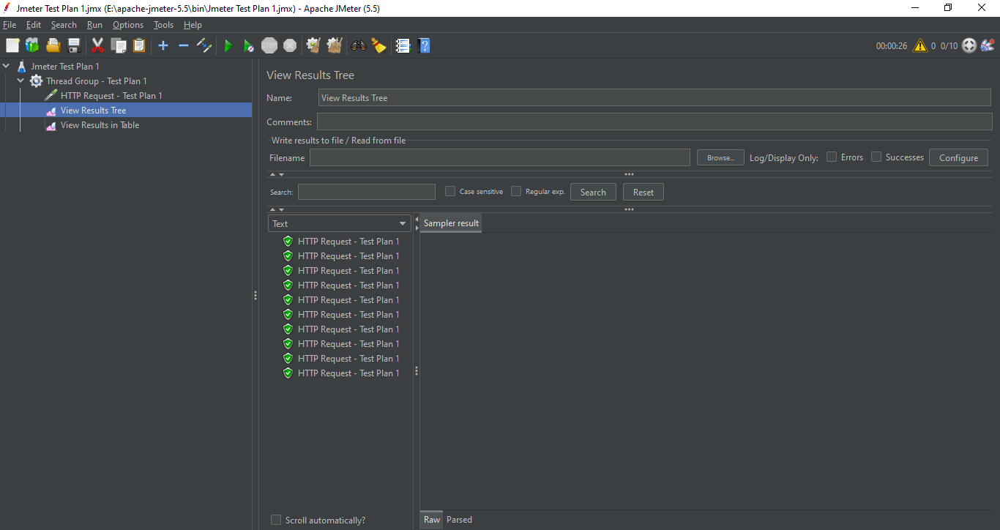 Jmeter Test Plan 1.jmx (E:\apache-jmeter-5.5\bin\Jmeter Test Plan 1.jmx) - Apache JMeter (5.5)
File Edit Search Run Options Tools Help
STOP 00:00:26 0 0/10
Jmeter Test Plan 1
Thread Group - Test Plan 1
HTTP Request - Test Plan 1
View Results Tree
View Results in Table
View Results Tree
Name: View Results Tree
Comments:
Write results to file / Read from file
Filename Browse... Log/Display Only: Errors Successes Configure
Search: Case sensitive Regular exp. Search Reset
Text Sampler result
HTTP Request - Test Plan 1
HTTP Request - Test Plan 1
HTTP Request - Test Plan 1
HTTP Request - Test Plan 1
HTTP Request - Test Plan 1
HTTP Request - Test Plan 1
HTTP Request - Test Plan 1
HTTP Request - Test Plan 1
HTTP Request - Test Plan 1
HTTP Request - Test Plan 1
Scroll automatically? Raw Parsed